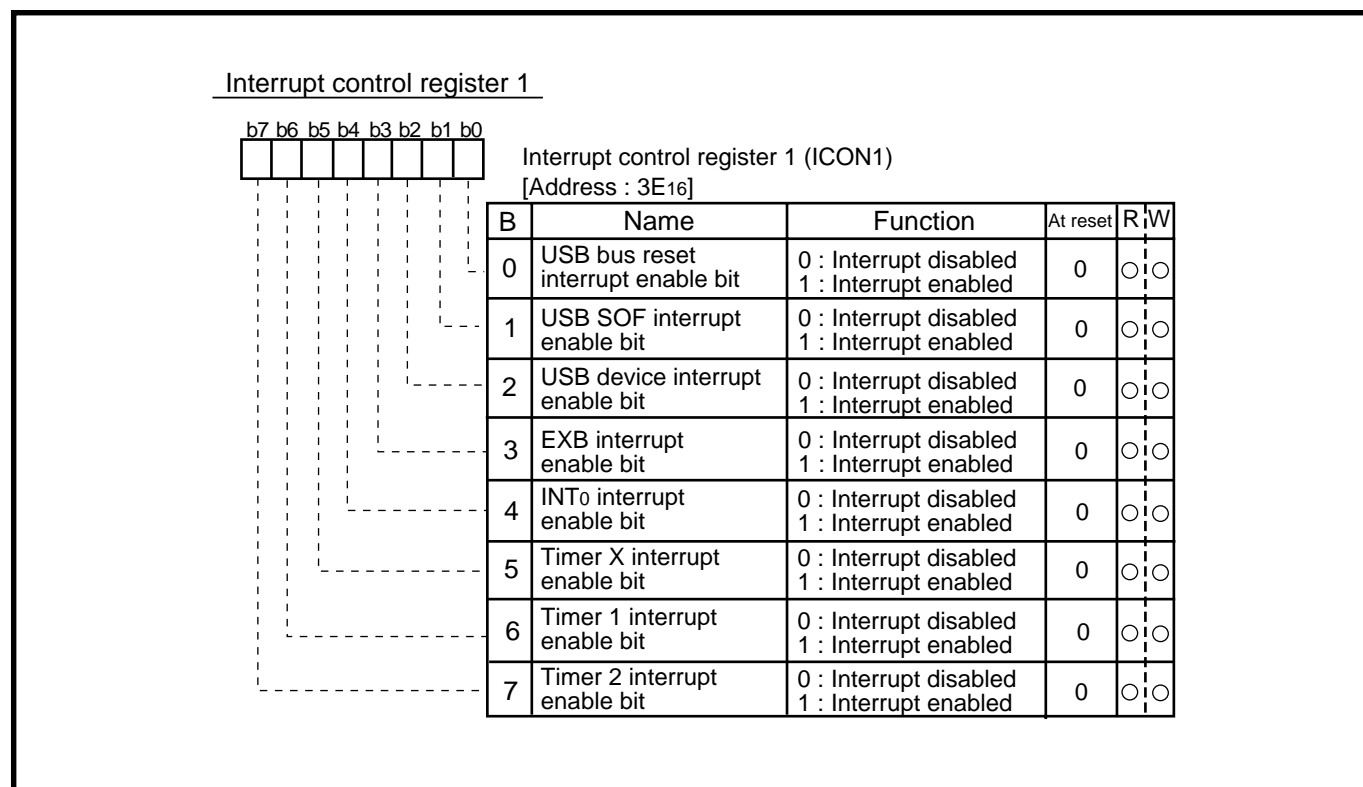 Interrupt control register 1
b7 b6 b5 b4 b3 b2 b1 b0
Interrupt control register 1 (ICON1)
[Address : 3E16]
B Name Function At reset R W
0 USB bus reset interrupt enable bit 0 : Interrupt disabled 1 : Interrupt enabled 0 ○ ○
1 USB SOF interrupt enable bit 0 : Interrupt disabled 1 : Interrupt enabled 0 ○ ○
2 USB device interrupt enable bit 0 : Interrupt disabled 1 : Interrupt enabled 0 ○ ○
3 EXB interrupt enable bit 0 : Interrupt disabled 1 : Interrupt enabled 0 ○ ○
4 INT0 interrupt enable bit 0 : Interrupt disabled 1 : Interrupt enabled 0 ○ ○
5 Timer X interrupt enable bit 0 : Interrupt disabled 1 : Interrupt enabled 0 ○ ○
6 Timer 1 interrupt enable bit 0 : Interrupt disabled 1 : Interrupt enabled 0 ○ ○
7 Timer 2 interrupt enable bit 0 : Interrupt disabled 1 : Interrupt enabled 0 ○ ○